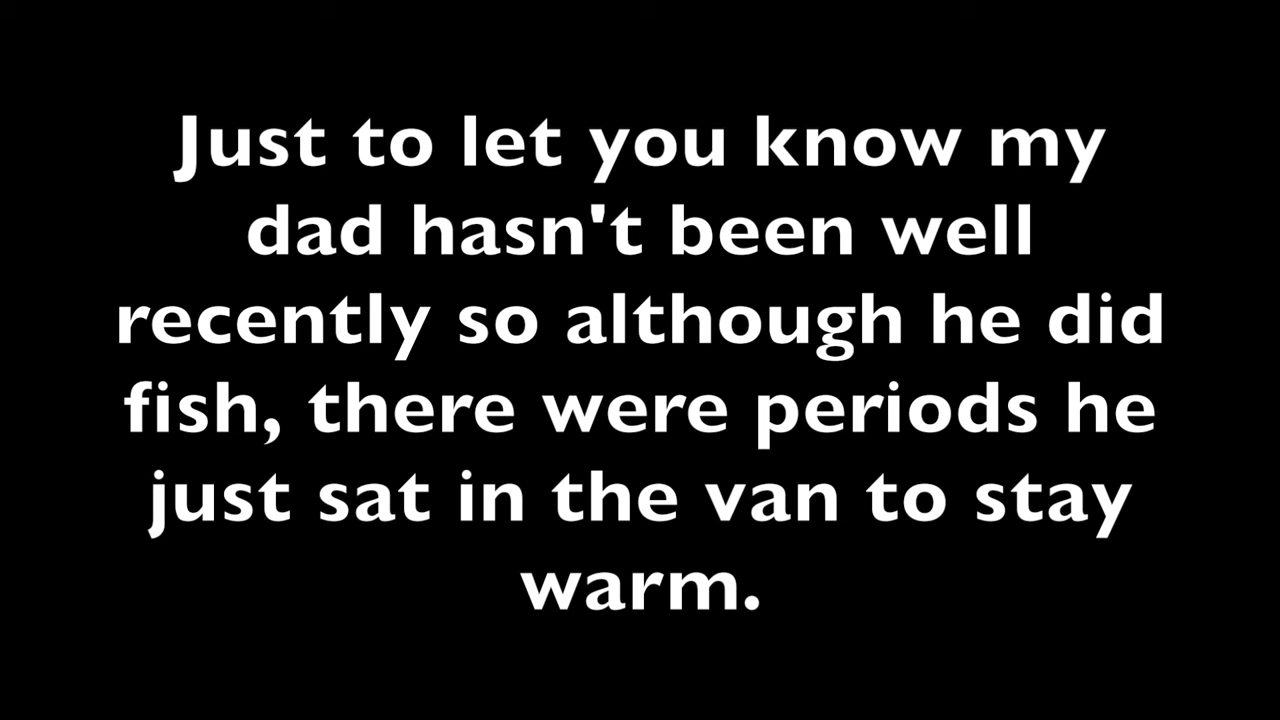 Just to let you know my
dad hasn't been well
recently so although he did
fish, there were periods he
just sat in the van to stay
warm.